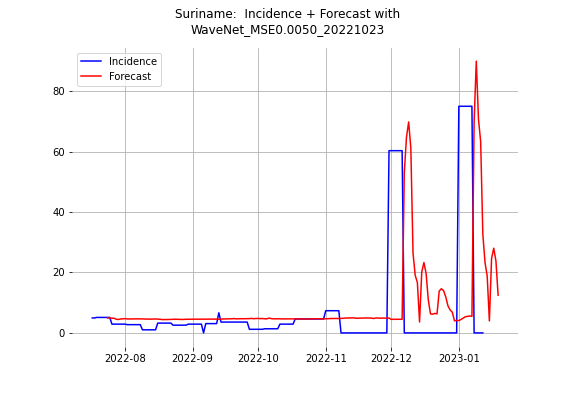 Suriname:  Incidence + Forecast with
WaveNet_MSE0.0050_20221023
Incidence
Forecast
80
60
40
20
0
2022-08
2022-09
2022-10
2022-11
2022-12
2023-01